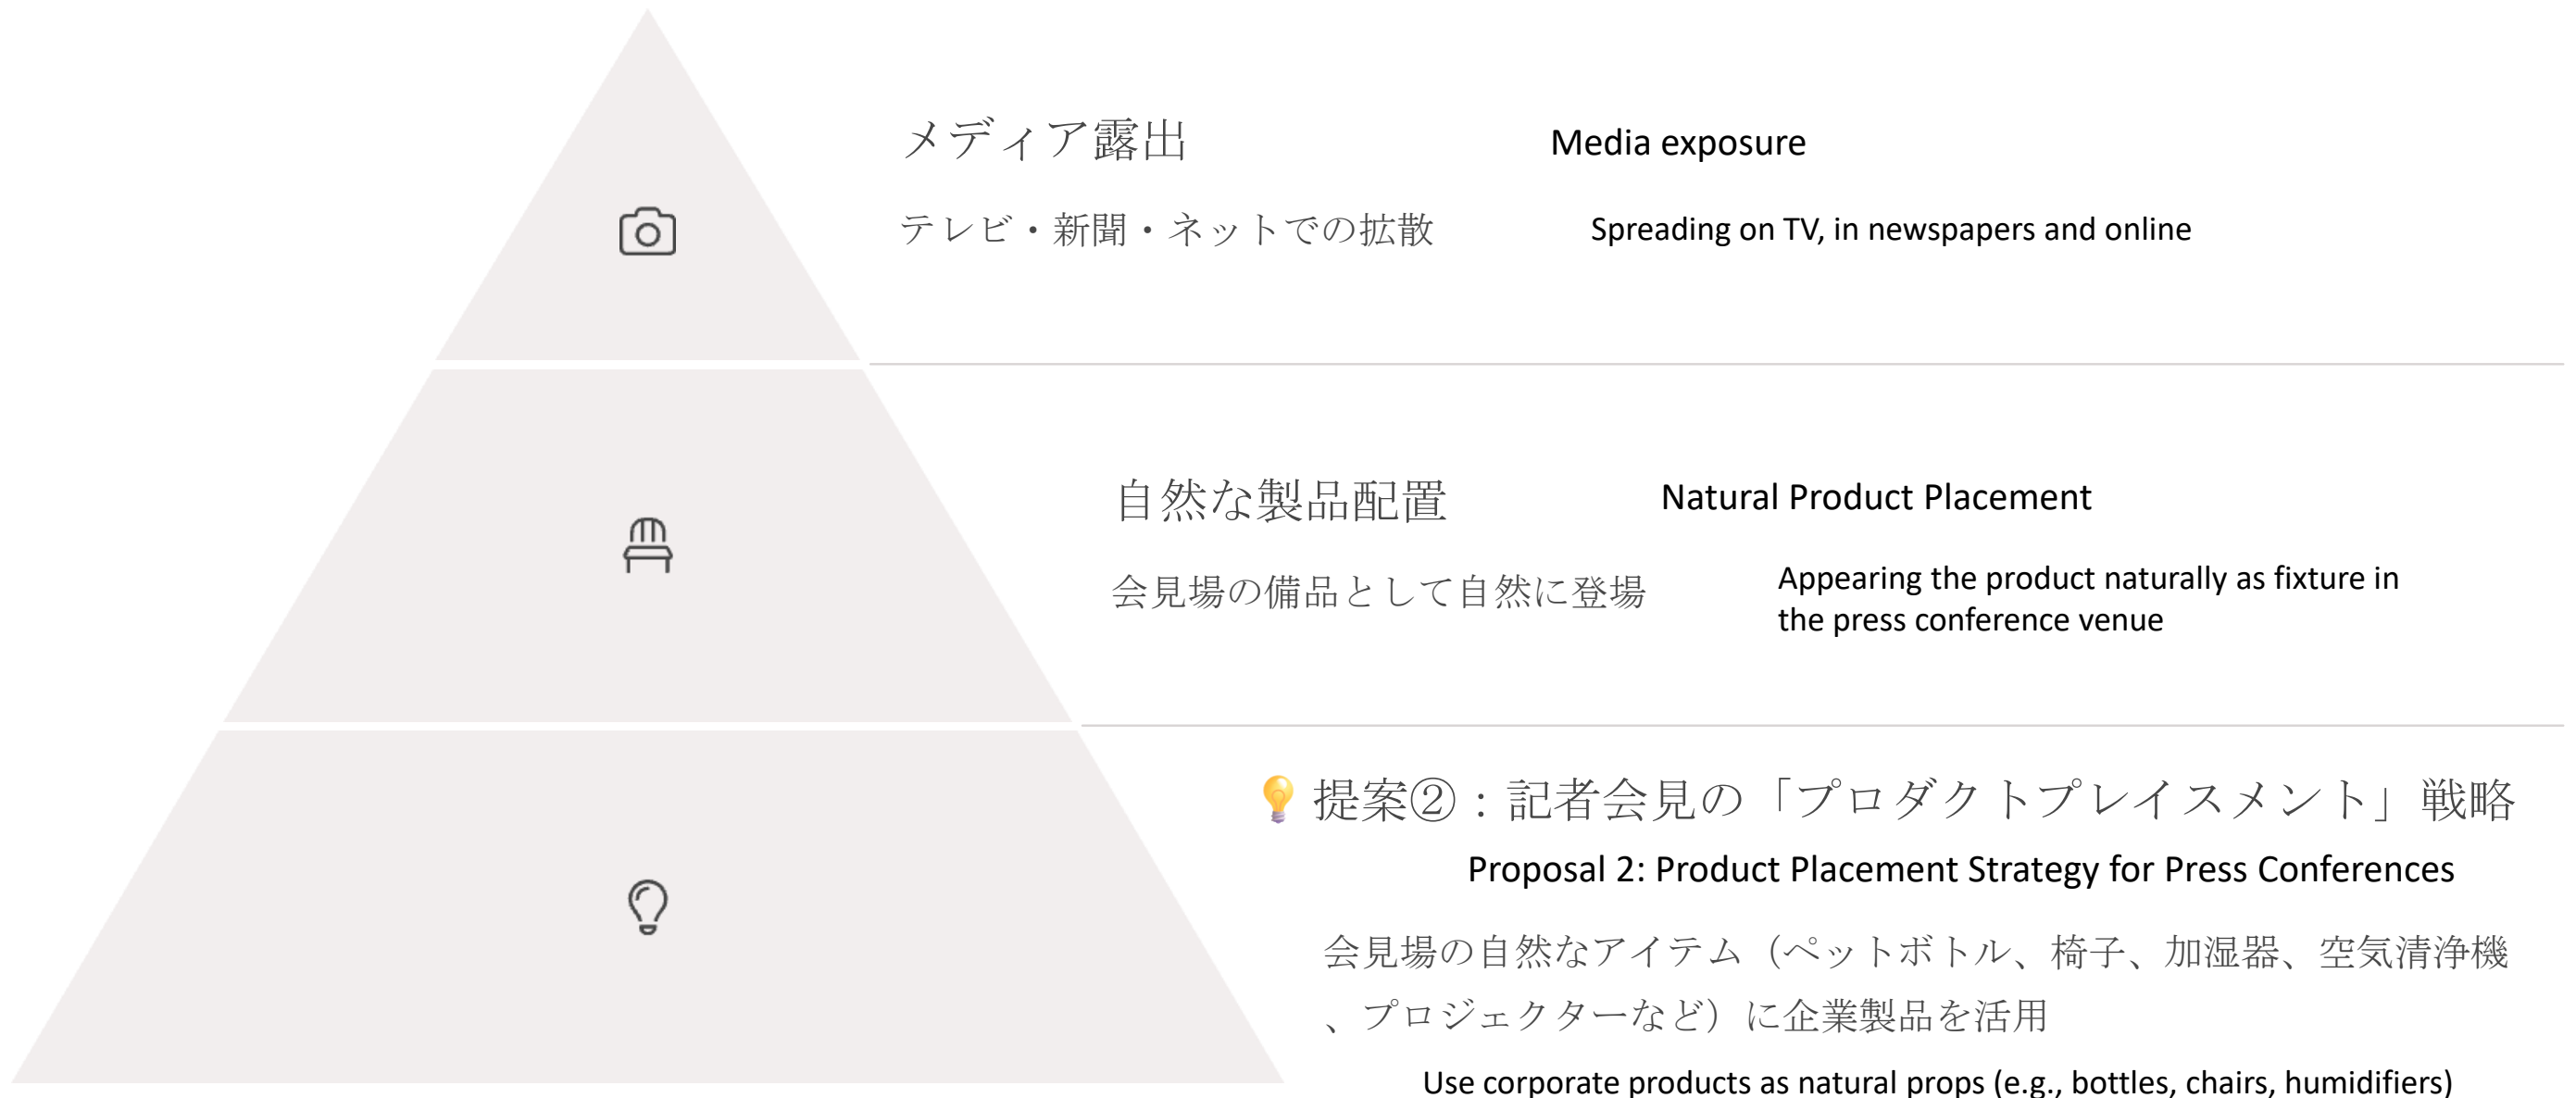 メディア露出
Media exposure
テレビ・新聞・ネットでの拡散
Spreading on TV, in newspapers and online
自然な製品配置
Natural Product Placement
会見場の備品として自然に登場
Appearing the product naturally as fixture in
the press conference venue
💡提案②：記者会見の「プロダクトプレイスメント」戦略
Proposal 2: Product Placement Strategy for Press Conferences
会見場の自然なアイテム（ペットボトル、椅子、加湿器、空気清浄機
、プロジェクターなど）に企業製品を活用
Use corporate products as natural props (e.g., bottles, chairs, humidifiers)